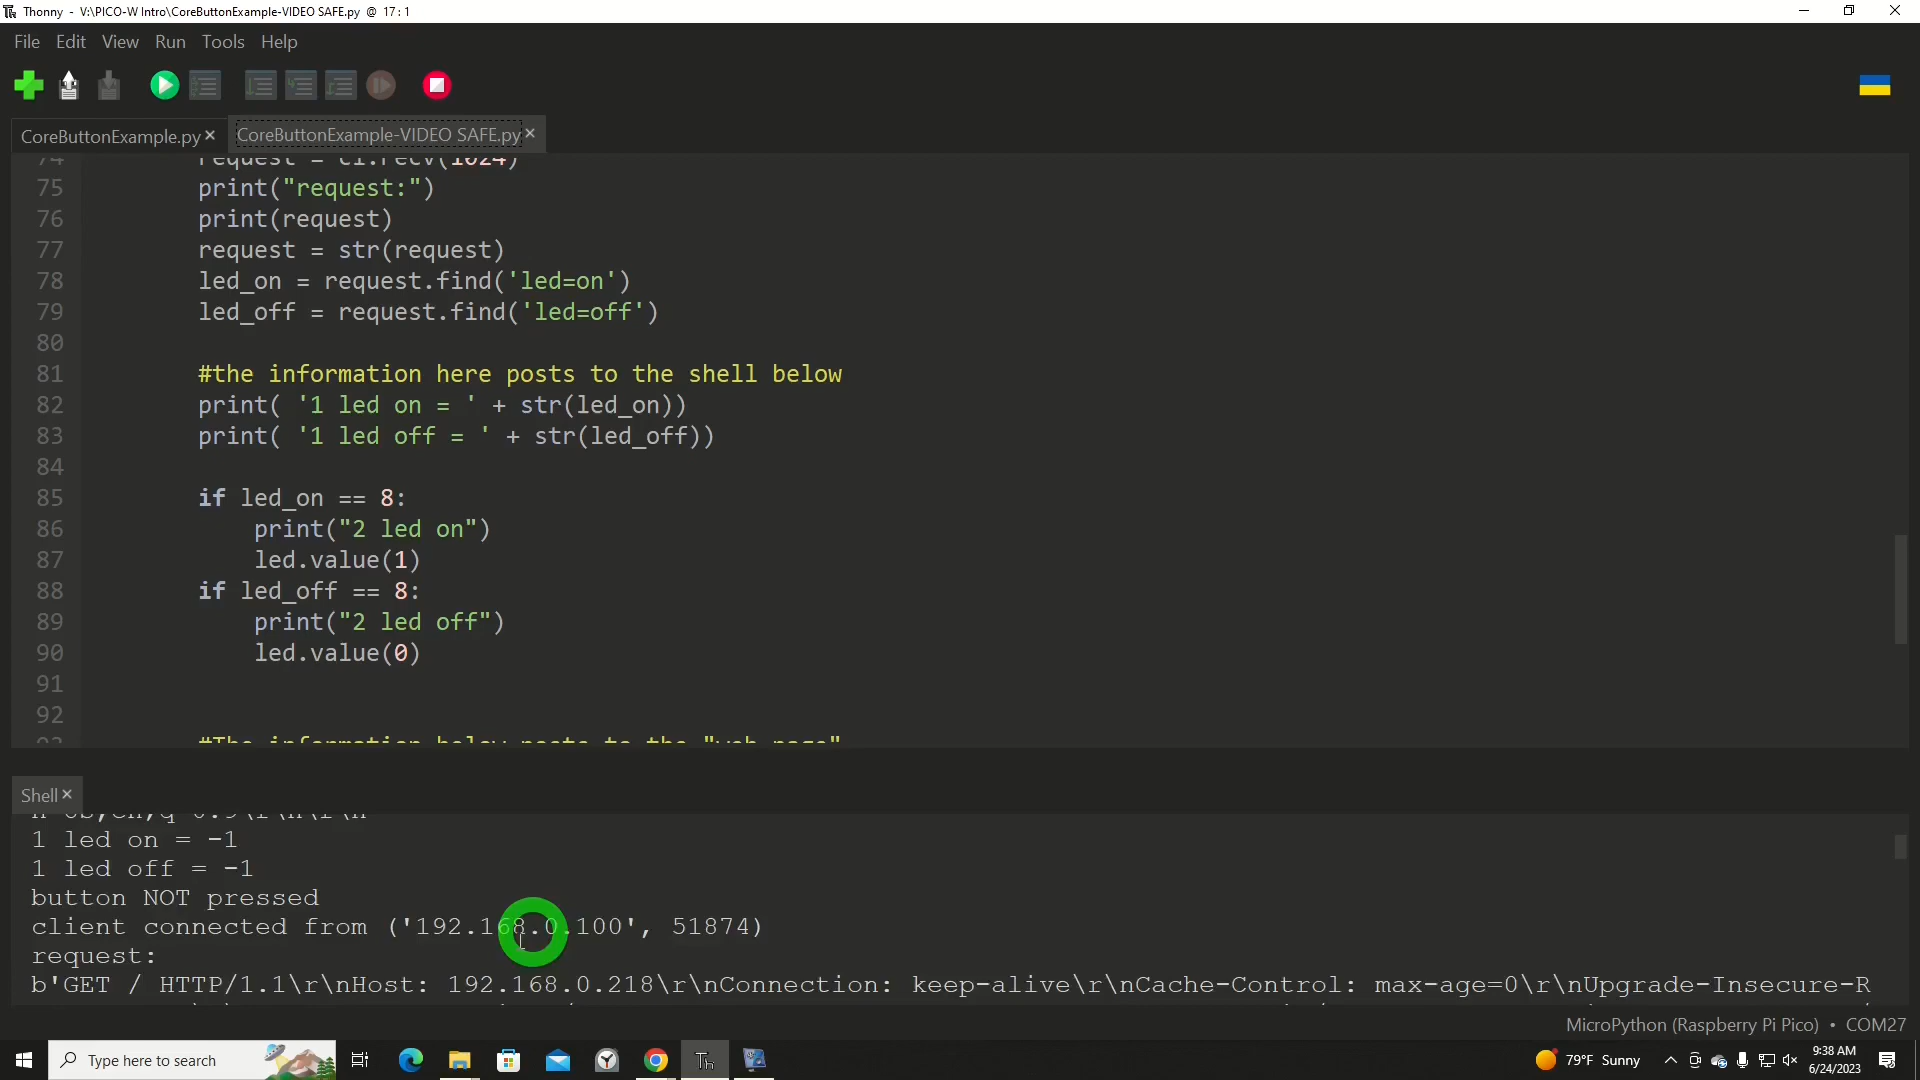 Thonny - V:\PICO-W Intro\CoreButtonExample-VIDEO SAFE.py @ 17 : 1
File Edit View Run Tools Help
CoreButtonExample.py × CoreButtonExample-VIDEO SAFE.py ×
74 request = cl.recv(1024)
75 print("request:")
76 print(request)
77 request = str(request)
78 led_on = request.find('led=on')
79 led_off = request.find('led=off')
80
81 #the information here posts to the shell below
82 print( '1 led on = ' + str(led_on))
83 print( '1 led off = ' + str(led_off))
84
85 if led_on == 8:
86 print("2 led on")
87 led.value(1)
88 if led_off == 8:
89 print("2 led off")
90 led.value(0)
91
92
93 #The information below posts to the "web page"
Shell ×
1 led on = -1
1 led off = -1
button NOT pressed
client connected from ('192.168.0.100', 51874)
request:
b'GET / HTTP/1.1\r\nHost: 192.168.0.218\r\nConnection: keep-alive\r\nCache-Control: max-age=0\r\nUpgrade-Insecure-R
MicroPython (Raspberry Pi Pico) • COM27
Type here to search
Th
79°F Sunny
9:38 AM
6/24/2023